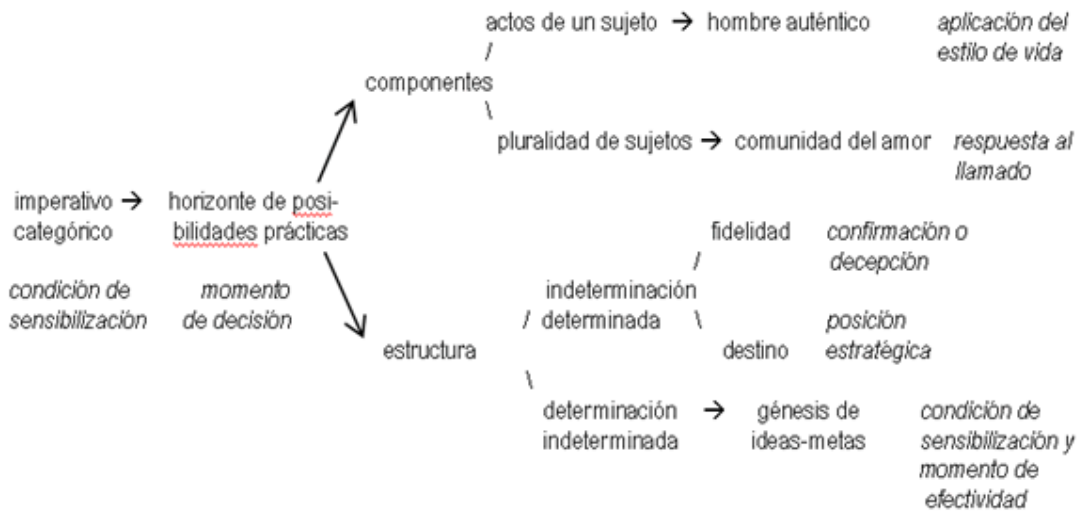 actos de un sujeto → hombre auténtico aplicación del
estilo de vida
/
componentes
\
pluralidad de sujetos → comunidad del amor respuesta al
llamado
imperativo → horizonte de posi-
categórico bilidades prácticas
condición de momento
sensibilización de decisión
fidelidad confirmación o
decepción
/
indeterminación
/ determinada \ posición
estructura destino estratégica
\
determinación → génesis de condición de
indeterminada ideas-metas sensibilización y
momento de
efectividad